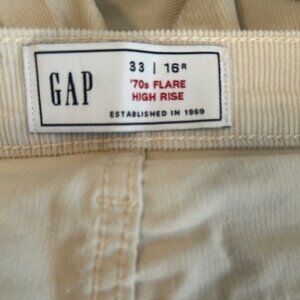 GAP
33 | 16R
'70s FLARE
HIGH RISE
ESTABLISHED IN 1969